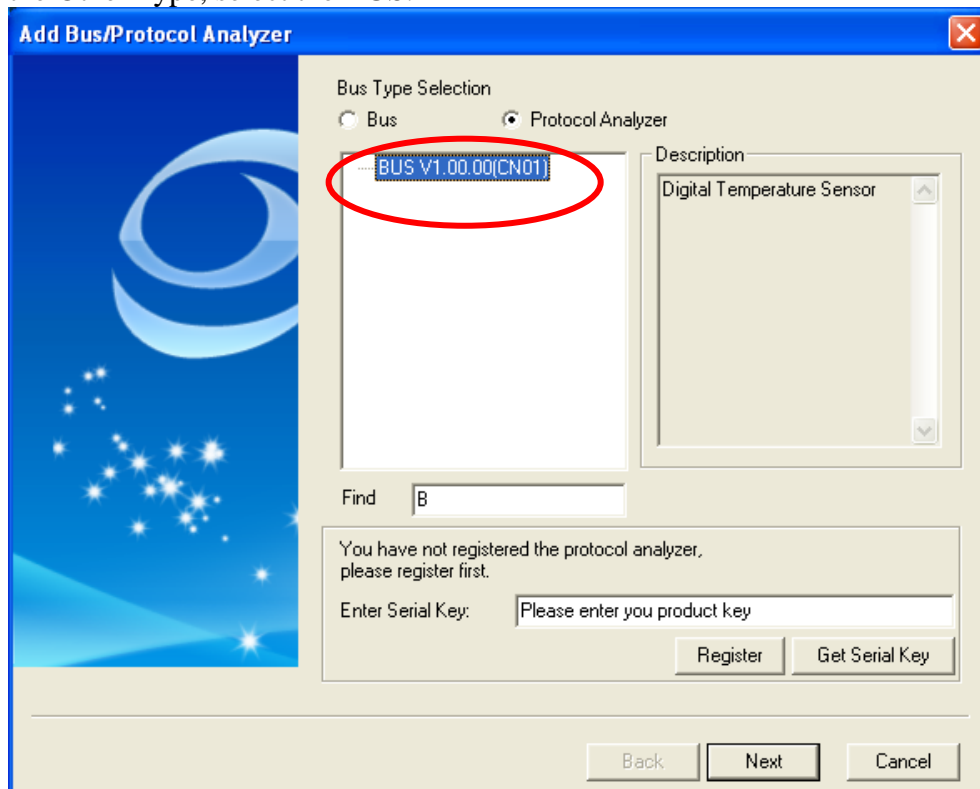 Add Bus/Protocol Analyzer
Bus Type Selection
Bus
Protocol Analyzer
BUS V1.00.00(CN01)
Description
Digital Temperature Sensor
Find
B
You have not registered the protocol analyzer,
please register first.
Enter Serial Key:
Please enter you product key
Register
Get Serial Key
Back
Next
Cancel